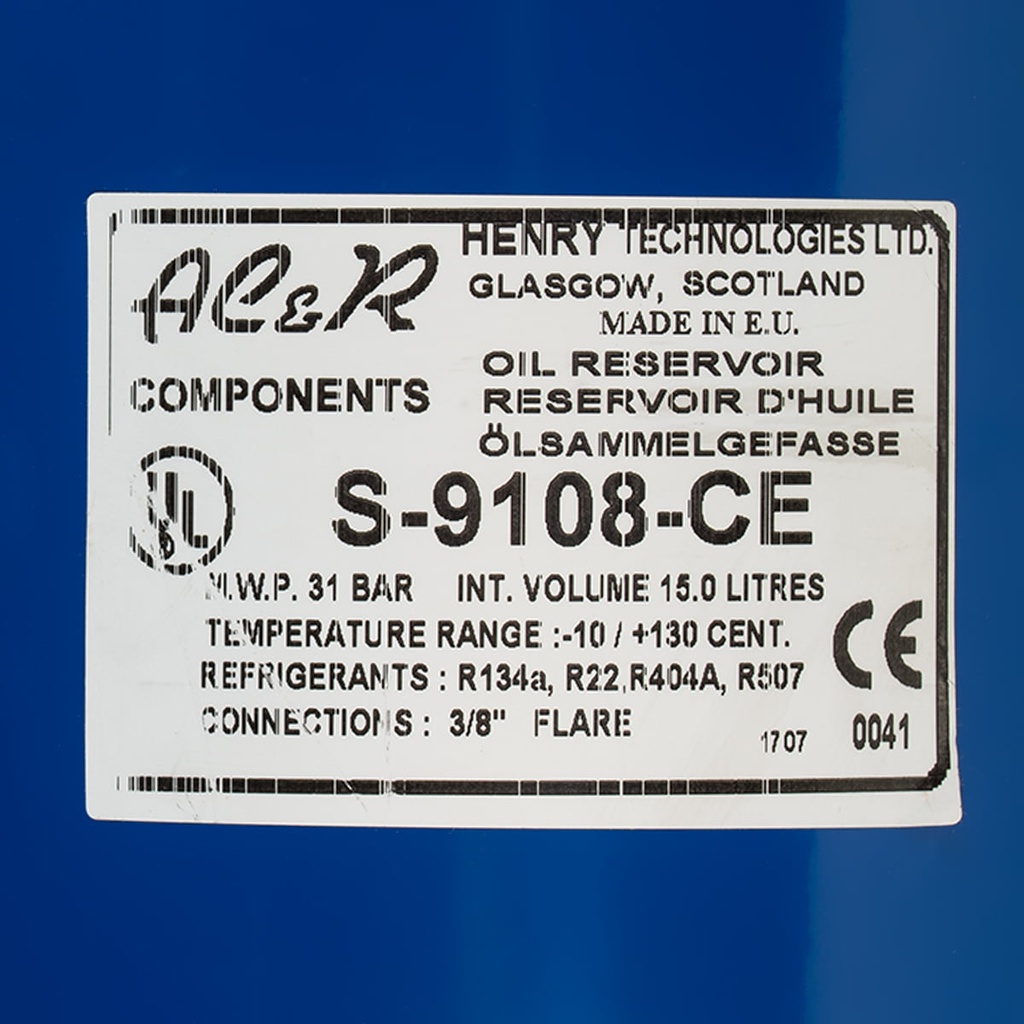 AC&R
COMPONENTS
HENRY TECHNOLOGIES LTD.
GLASGOW, SCOTLAND
MADE IN E.U.
OIL RESERVOIR
RESERVOIR D'HUILE
ÖLSAMMELGEFASSE
UL
S-9108-CE
M.W.P. 31 BAR INT. VOLUME 15.0 LITRES
TEMPERATURE RANGE :-10 / +130 CENT.
REFRIGERANTS : R134a, R22,R404A, R507
CONNECTIONS : 3/8" FLARE
CE
1707
0041